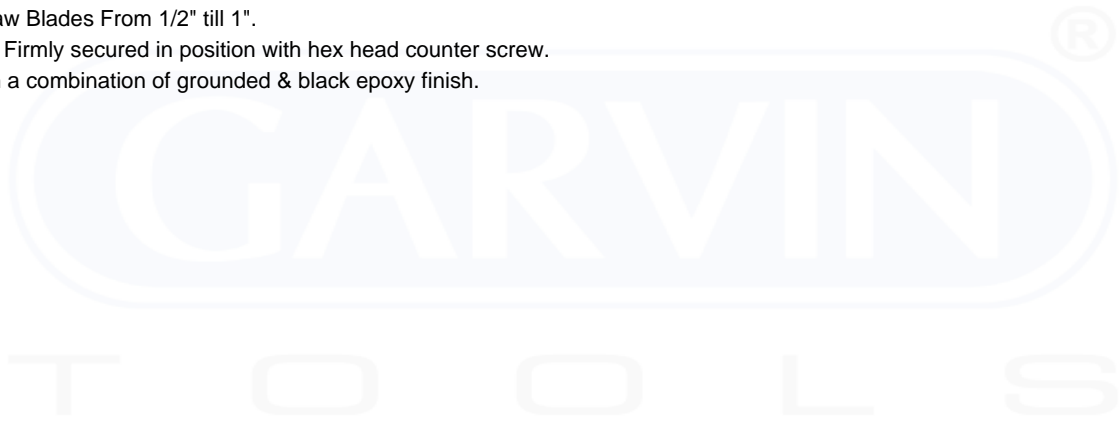 aw Blades From 1/2" till 1".
Firmly secured in position with hex head counter screw.
a combination of grounded & black epoxy finish.
GARVIN®
TOOLS